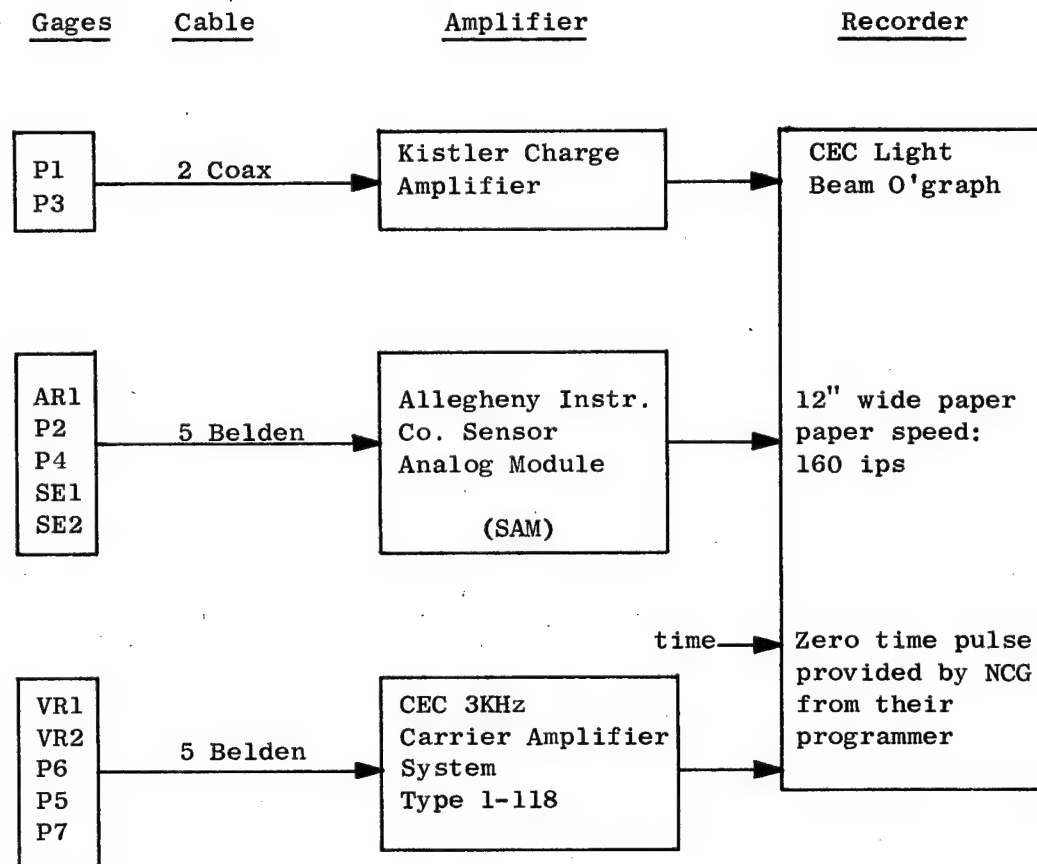 Gages Cable Amplifier Recorder
P1
P3
2 Coax
Kistler Charge
Amplifier
CEC Light
Beam O'graph
AR1
P2
P4
SE1
SE2
5 Belden
Allegheny Instr.
Co. Sensor
Analog Module
(SAM)
12" wide paper
paper speed:
160 ips
time
Zero time pulse
provided by NCG
from their
programmer
VR1
VR2
P6
P5
P7
5 Belden
CEC 3KHz
Carrier Amplifier
System
Type 1-118